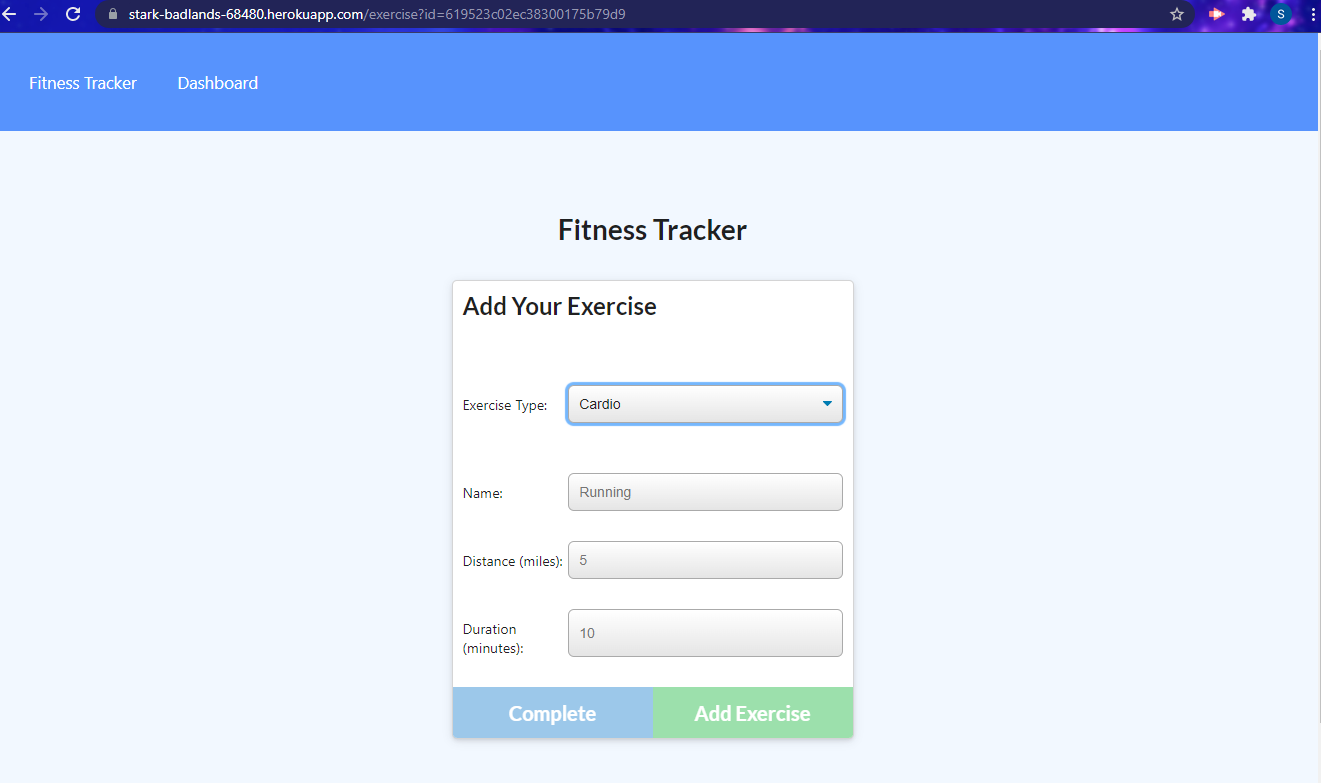 stark-badlands-68480.herokuapp.com/exercise?id=619523c02ec38300175b79d9
S
Fitness Tracker Dashboard
Fitness Tracker
Add Your Exercise
Exercise Type: Cardio
Name: Running
Distance (miles): 5
Duration
(minutes): 10
Complete Add Exercise